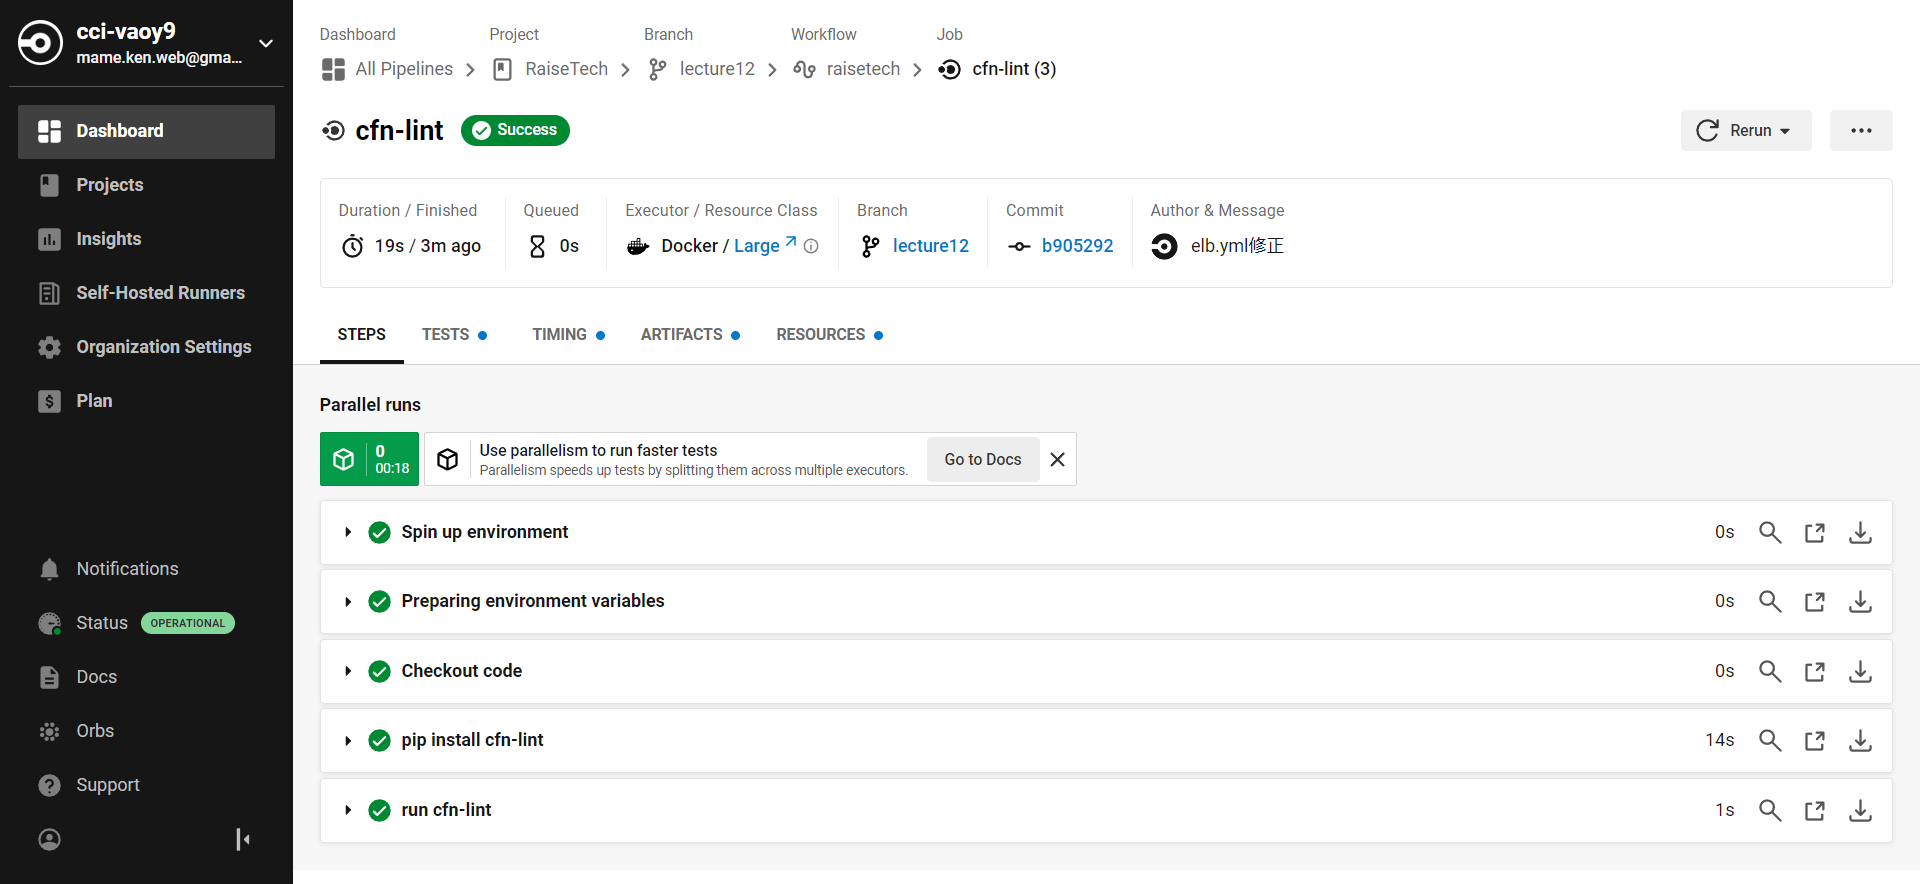 cci-vaoy9
mame.ken.web@gma...
Dashboard
Projects
Insights
Self-Hosted Runners
Organization Settings
Plan
Notifications
Status OPERATIONAL
Docs
Orbs
Support
Dashboard Project Branch Workflow Job
All Pipelines RaiseTech lecture12 raisetech cfn-lint (3)
cfn-lint Success
Rerun
Duration / Finished Queued Executor / Resource Class Branch Commit Author & Message
19s / 3m ago 0s Docker / Large lecture12 b905292 elb.yml修正
STEPS TESTS TIMING ARTIFACTS RESOURCES
Parallel runs
0
00:18
Use parallelism to run faster tests
Parallelism speeds up tests by splitting them across multiple executors.
Go to Docs
Spin up environment 0s
Preparing environment variables 0s
Checkout code 0s
pip install cfn-lint 14s
run cfn-lint 1s